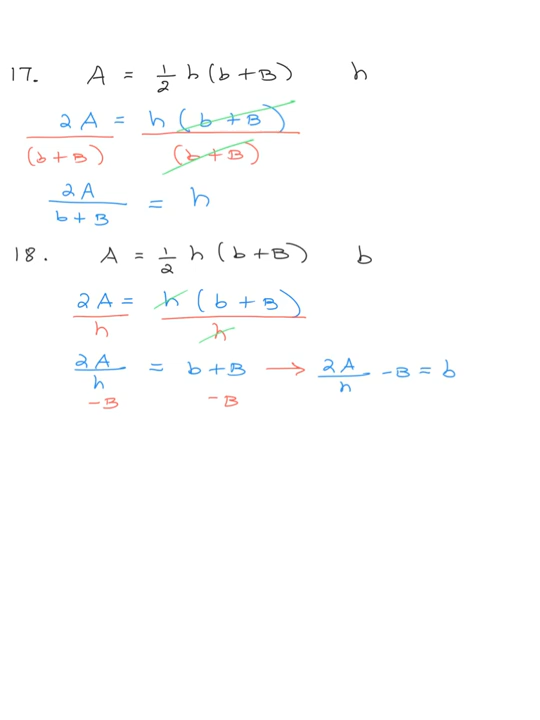 17. A = 1/2 h (b + B) h
2A = h (b + B)
(b + B) (b + B)
2A/(b + B) = h
18. A = 1/2 h (b + B) b
2A = h (b + B)
h h
2A/h = b + B → 2A/h - B = b
-B -B